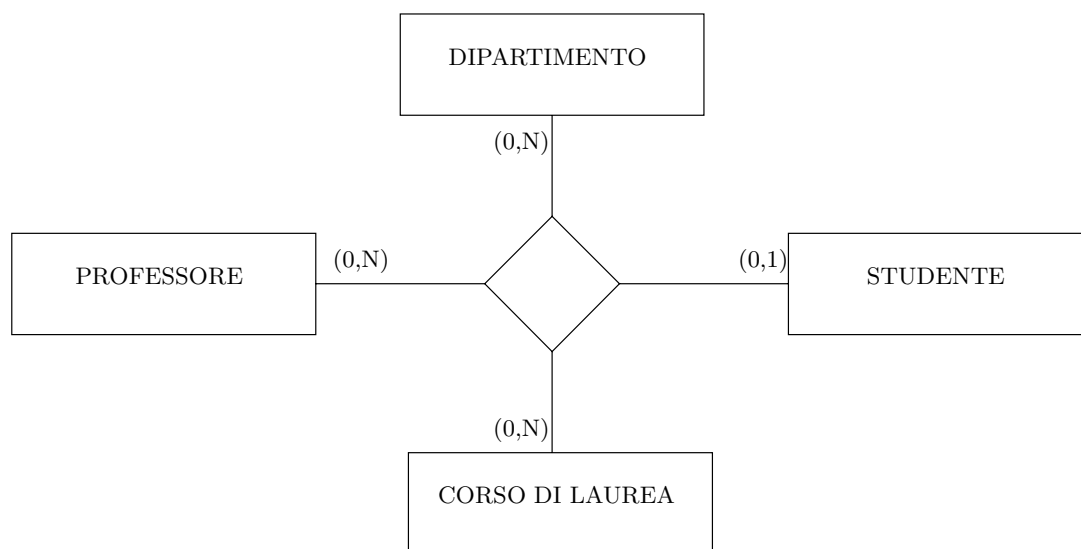 DIPARTIMENTO
(0,N)
PROFESSORE
(0,N)
(0,1)
STUDENTE
(0,N)
CORSO DI LAUREA